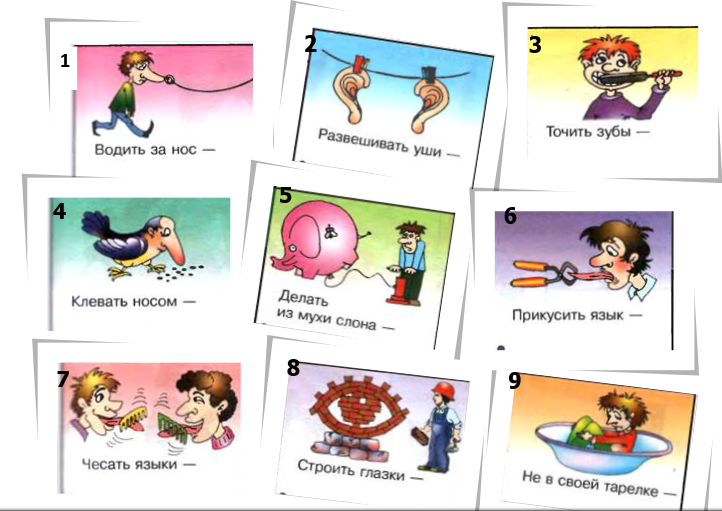 1
Водить за нос —
2
Развешивать уши —
3
Точить зубы —
4
Клевать носом —
5
Делать
из мухи слона —
6
Прикусить язык —
7
Чесать языки —
8
Строить глазки —
9
Не в своей тарелке —